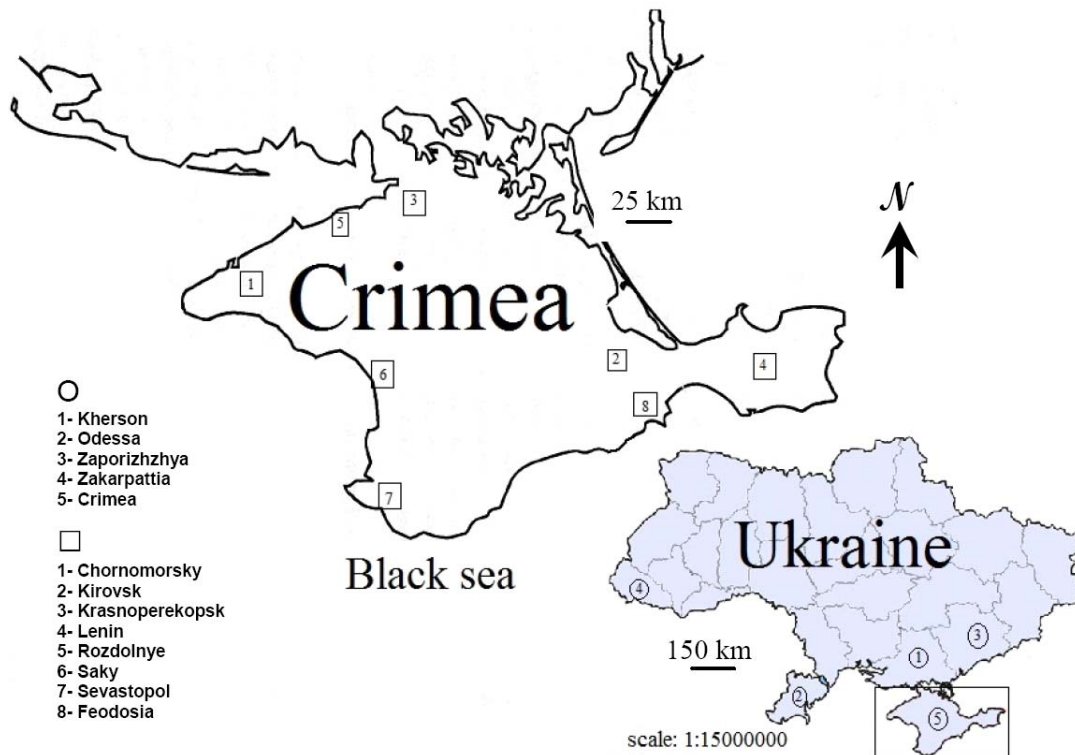 3
25 km
N
5
1
Crimea
2
4
6
8
1- Kherson
2- Odessa
3- Zaporizhzhya
4- Zakarpattia
5- Crimea
7
1- Chornomorsky
2- Kirovsk
3- Krasnoperekopsk
4- Lenin
5- Rozdolnye
6- Saky
7- Sevastopol
8- Feodosia
Black sea
Ukraine
4
3
1
150 km
2
5
scale: 1:15000000